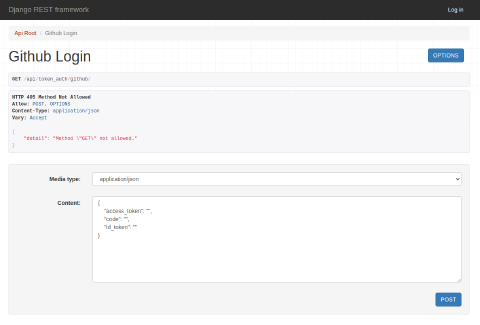 Django REST framework
Log in
Api Root / Github Login
Github Login
OPTIONS
GET /api/token_auth/github/
HTTP 405 Method Not Allowed
Allow: POST, OPTIONS
Content-Type: application/json
Vary: Accept
{
"detail": "Method \"GET\" not allowed."
}
Media type:
application/json
Content:
{
"access_token": "",
"code": "",
"id_token": ""
}
POST